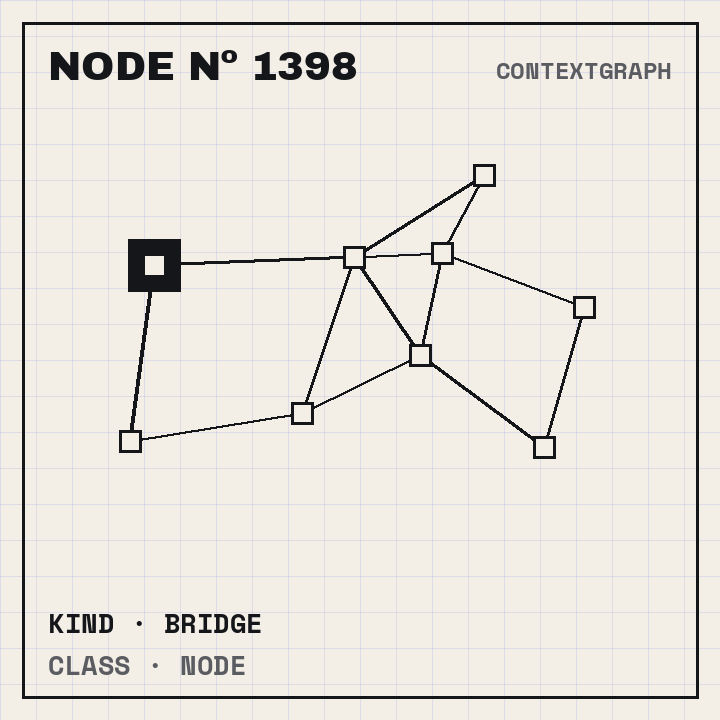 NODE Nº 1398
CONTEXTGRAPH
KIND · BRIDGE
CLASS · NODE